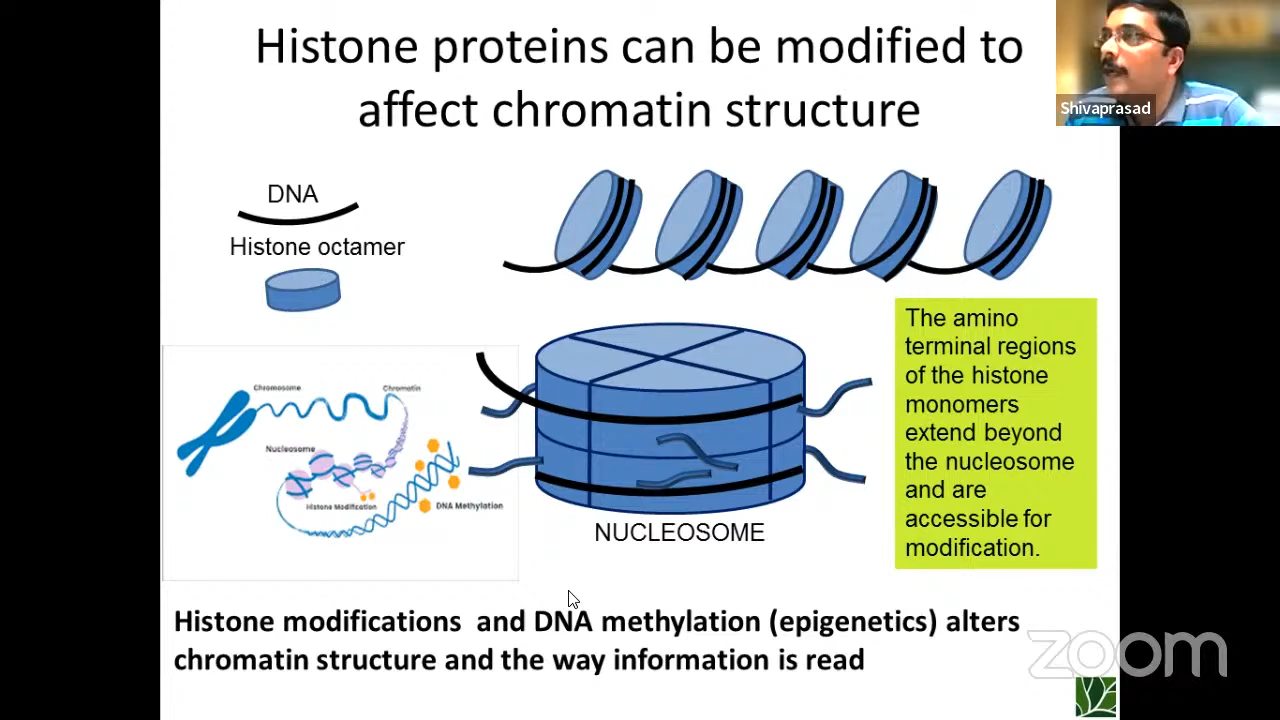 Histone proteins can be modified to
affect chromatin structure
Shivaprasad
DNA
Histone octamer
The amino
terminal regions
of the histone
monomers
extend beyond
the nucleosome
and are
accessible for
modification.
Chromosome
Chromatin
Nucleosome
Histone Modification
DNA Methylation
NUCLEOSOME
Histone modifications and DNA methylation (epigenetics) alters
chromatin structure and the way information is read
zoom